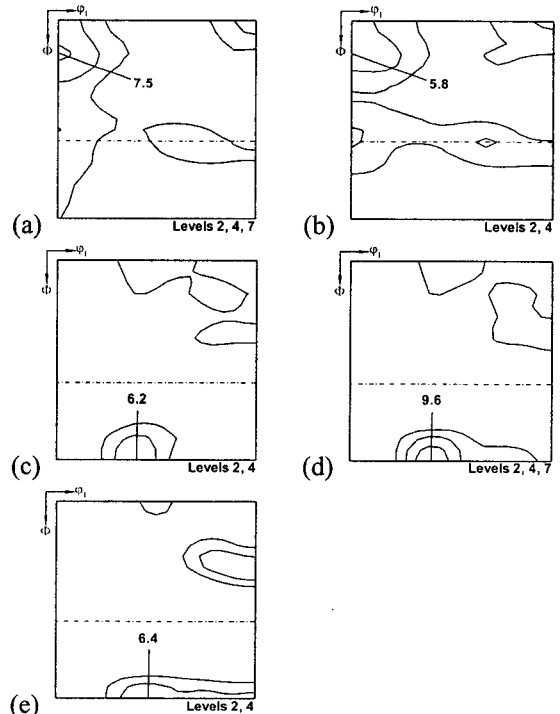 φ₁ φ₁
Φ Φ
7.5 5.8
(a) Levels 2, 4, 7 (b) Levels 2, 4
φ₁ φ₁
Φ Φ
6.2 9.6
(c) Levels 2, 4 (d) Levels 2, 4, 7
φ₁
Φ
6.4
(e) Levels 2, 4